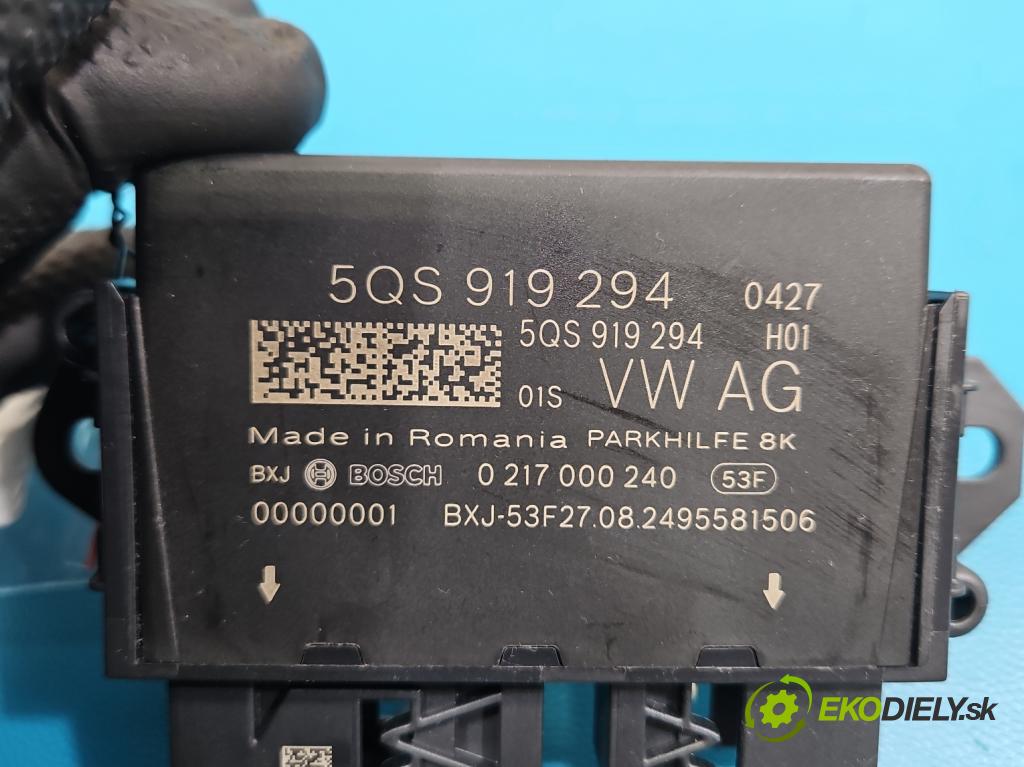 5QS 919 294 0427
5QS 919 294 H01
01S VW AG
Made in Romania PARKHILFE 8K
BXJ BOSCH 0 217 000 240 53F
00000001 BXJ-53F27.08.2495581506
EKODIELY.sk